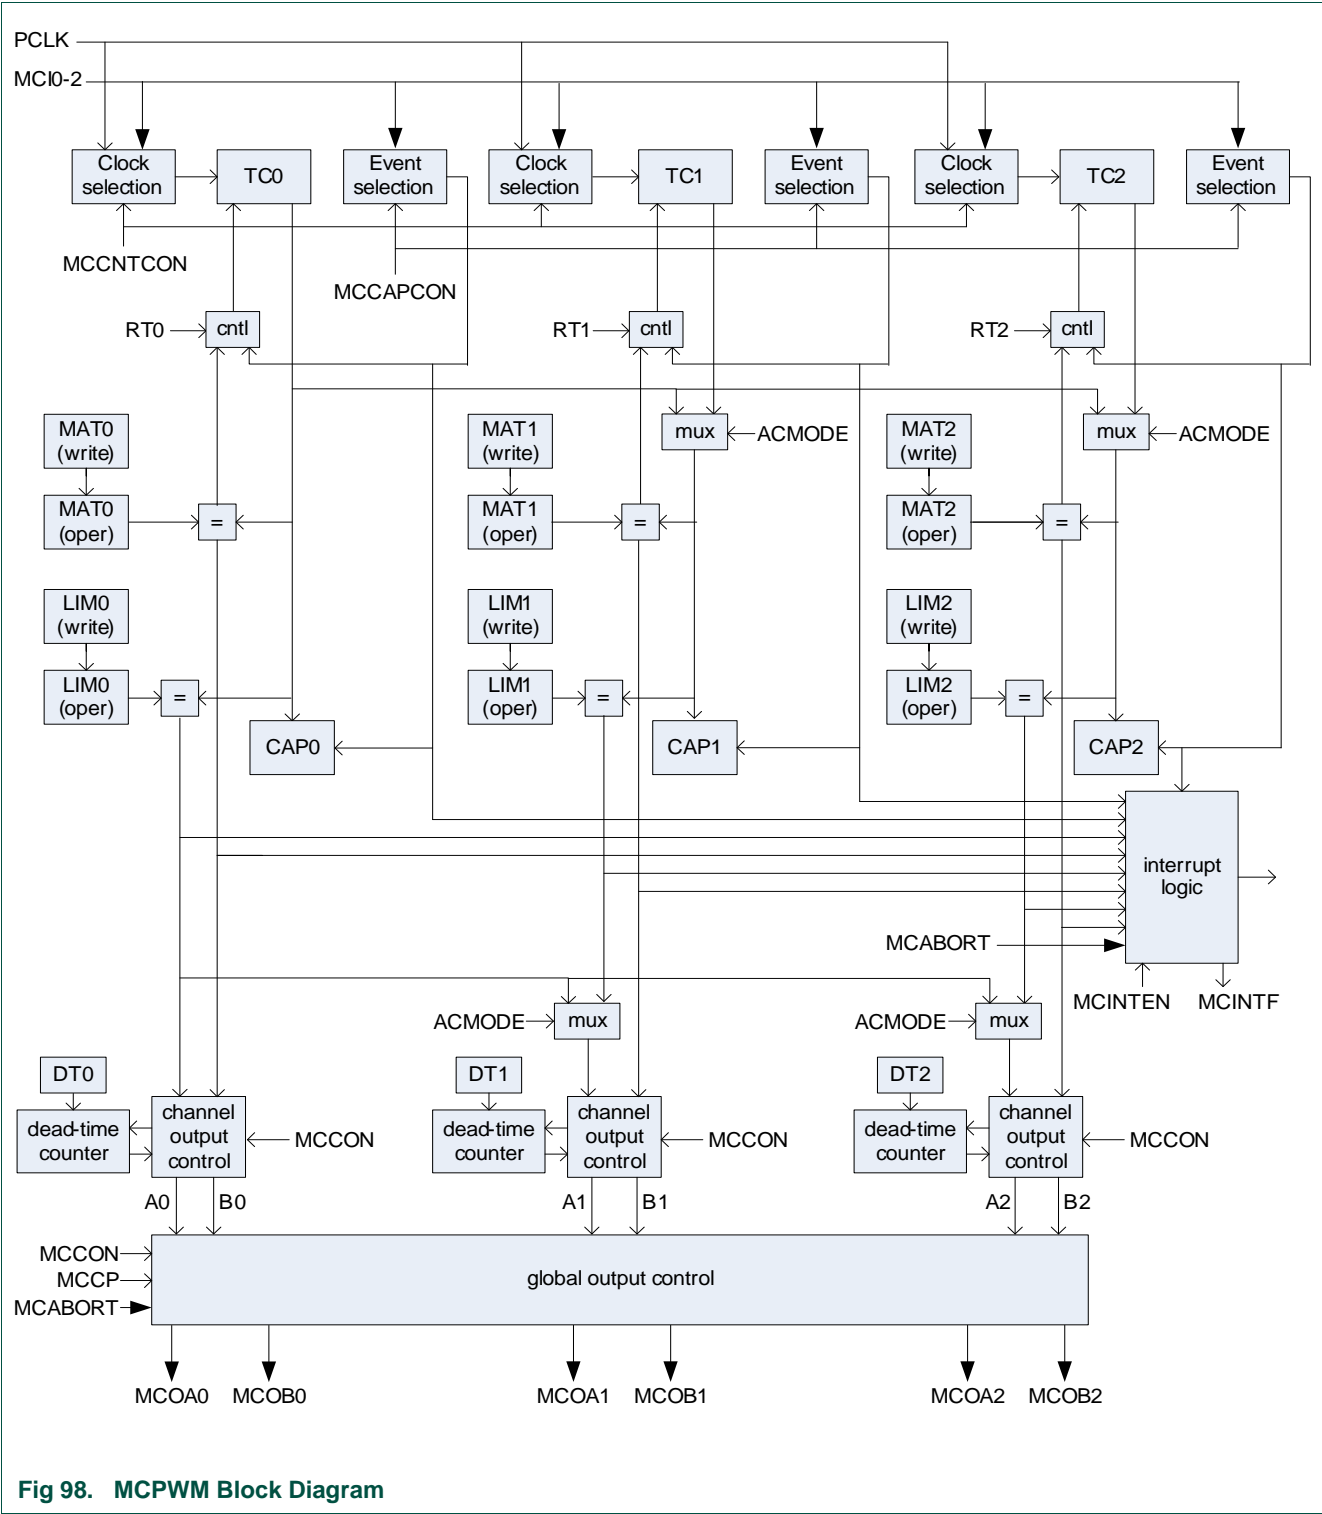 PCLK
MCI0-2
Clock
selection
TC0
Event
selection
Clock
selection
TC1
Event
selection
Clock
selection
TC2
Event
selection
MCCNTCON
MCCAPCON
RT0
cntl
RT1
cntl
RT2
cntl
MAT0
(write)
MAT1
(write)
mux
ACMODE
MAT2
(write)
mux
ACMODE
MAT0
(oper)
=
MAT1
(oper)
=
MAT2
(oper)
=
LIM0
(write)
LIM1
(write)
LIM2
(write)
LIM0
(oper)
=
LIM1
(oper)
=
LIM2
(oper)
=
CAP0
CAP1
CAP2
interrupt
logic
MCABORT
MCINTEN
MCINTF
ACMODE
mux
ACMODE
mux
DT0
DT1
DT2
dead-time
counter
channel
output
control
MCCON
dead-time
counter
channel
output
control
MCCON
dead-time
counter
channel
output
control
MCCON
A0
B0
A1
B1
A2
B2
MCCON
MCCP
MCABORT
global output control
MCOA0
MCOB0
MCOA1
MCOB1
MCOA2
MCOB2
Fig 98. MCPWM Block Diagram